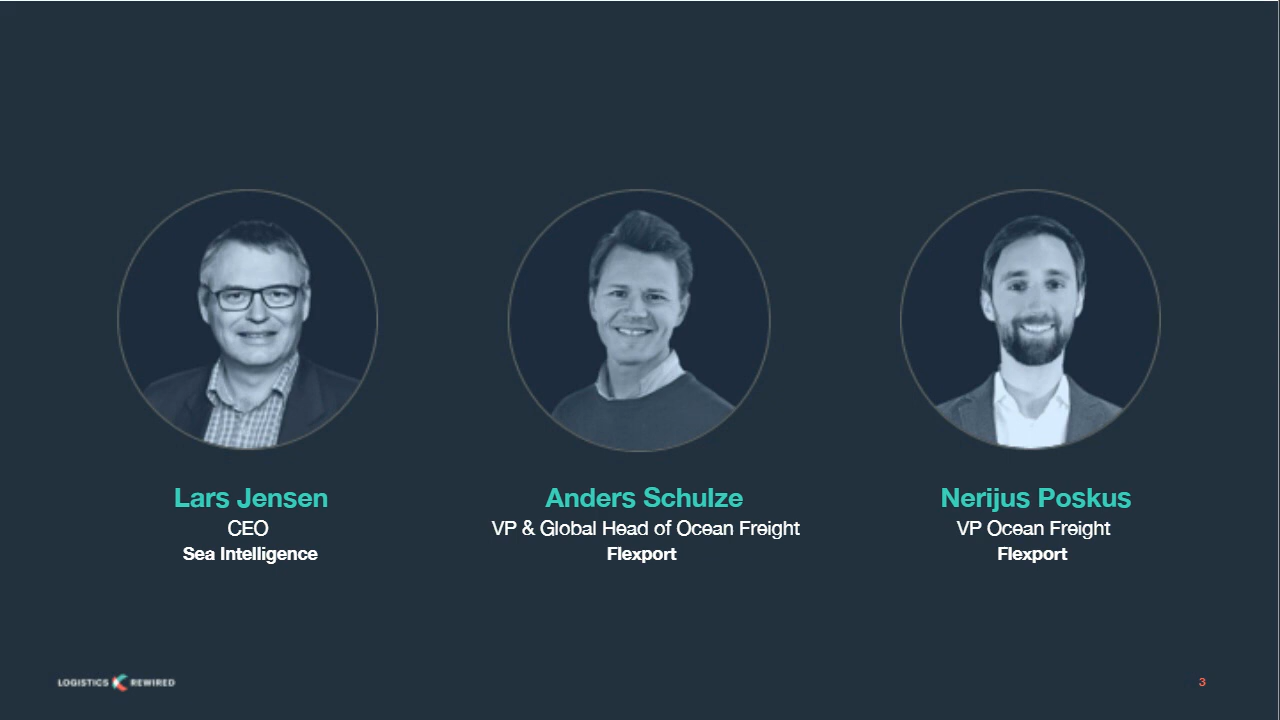 Lars Jensen
CEO
Sea Intelligence
Anders Schulze
VP & Global Head of Ocean Freight
Flexport
Nerijus Poskus
VP Ocean Freight
Flexport
LOGISTICS REWIRED
3